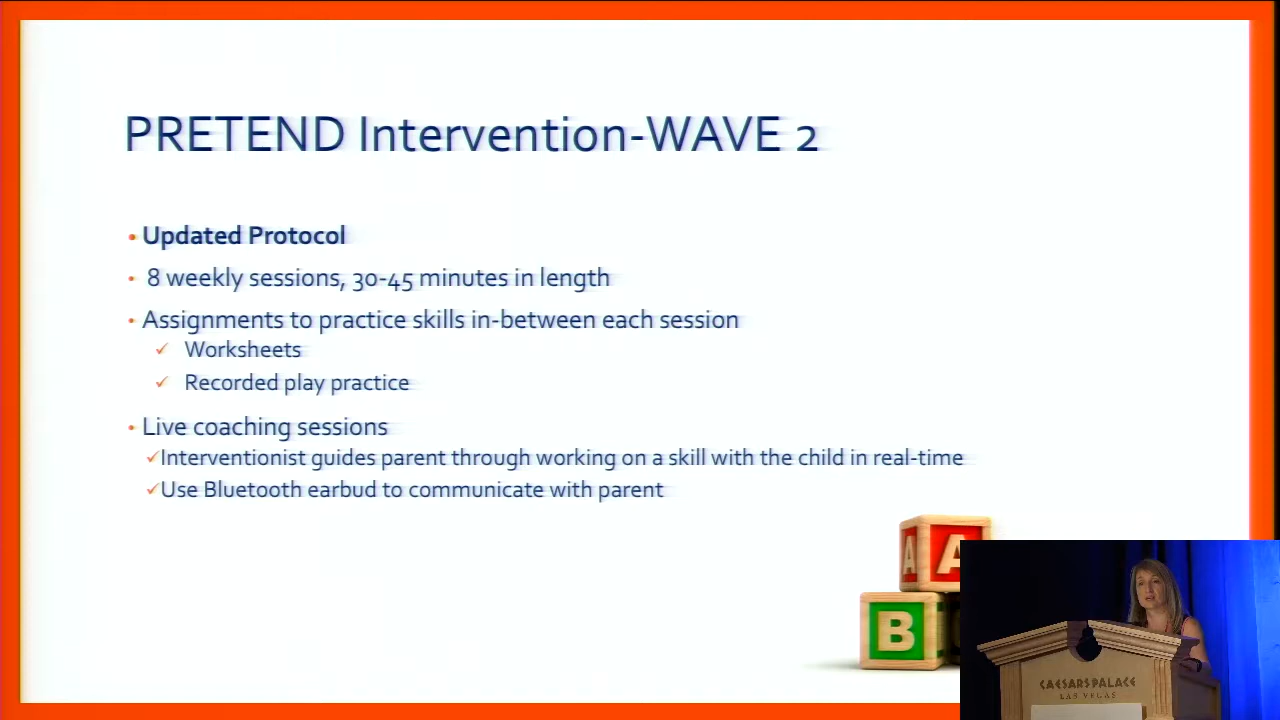 PRETEND Intervention-WAVE 2
• Updated Protocol
• 8 weekly sessions, 30-45 minutes in length
• Assignments to practice skills in-between each session
✓ Worksheets
✓ Recorded play practice
• Live coaching sessions
✓Interventionist guides parent through working on a skill with the child in real-time
✓Use Bluetooth earbud to communicate with parent
A A
B
CAESARS PALACE
LAS VEGAS